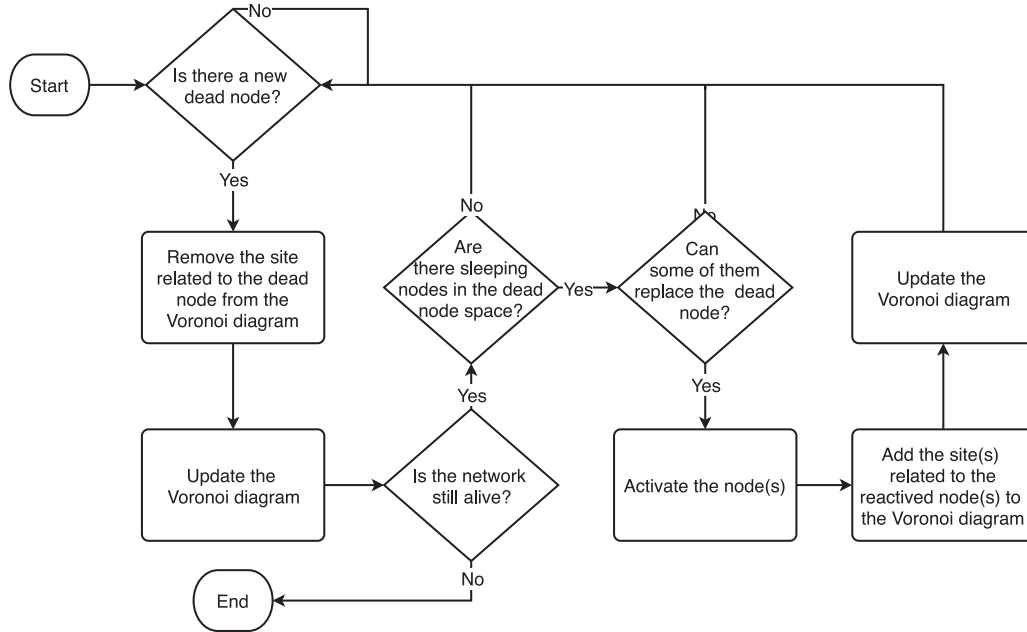 No
Start
Is there a new
dead node?
Yes
Remove the site
related to the dead
node from the
Voronoi diagram
Update the
Voronoi diagram
Is the network
still alive?
No
End
Yes
Are
there sleeping
nodes in the dead
node space?
No
Yes
No
Can
some of them
replace the dead
node?
Yes
Activate the node(s)
Add the site(s)
related to the
reactived node(s) to
the Voronoi diagram
Update the
Voronoi diagram